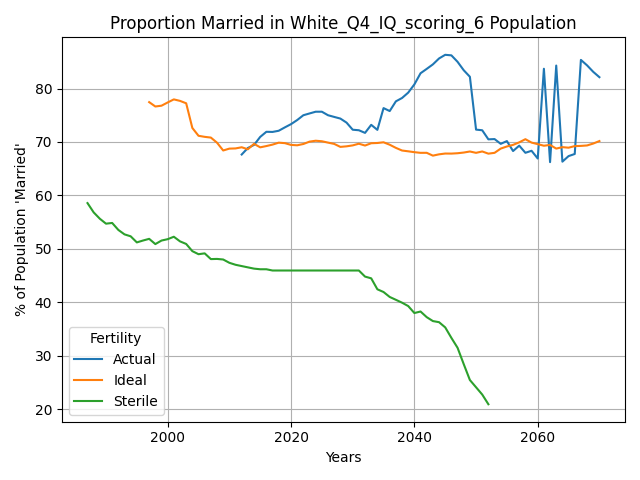 Proportion Married in White_Q4_IQ_scoring_6 Population
% of Population 'Married'
80
70
60
50
40
30
20
Fertility
Actual
Ideal
Sterile
2000
2020
2040
2060
Years